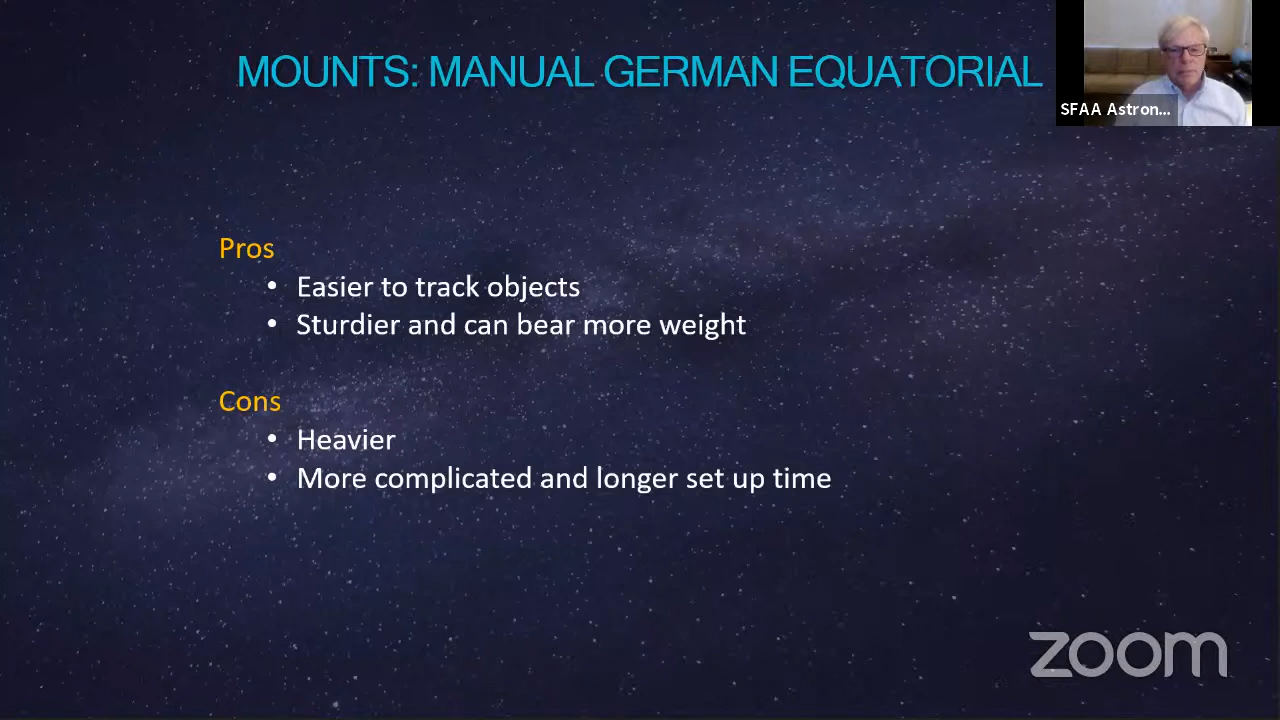 MOUNTS: MANUAL GERMAN EQUATORIAL
SFAA Astron...
Pros
• Easier to track objects
• Sturdier and can bear more weight
Cons
• Heavier
• More complicated and longer set up time
zoom